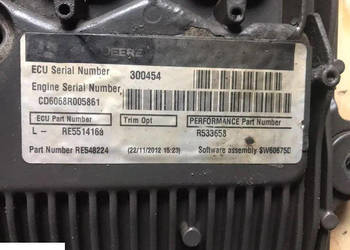 DEERE
ECU Serial Number 300454
Engine Serial Number
CD6068R005861
ECU Part Number Trim Opt PERFORMANCE Part Number
L - RE551416 R533658
Part Number RE548224 (22/11/2012 15:23) Software assembly SW60675D